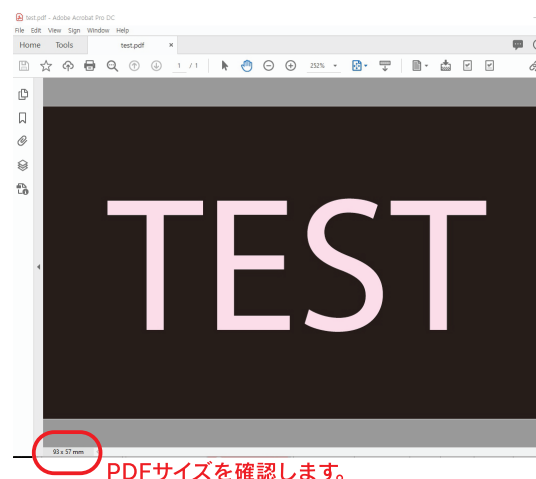 test.pdf - Adobe Acrobat Pro DC
File Edit View Sign Window Help
Home Tools test.pdf ×
1 / 1 252%
TEST
93 x 57 mm
PDFサイズを確認します。